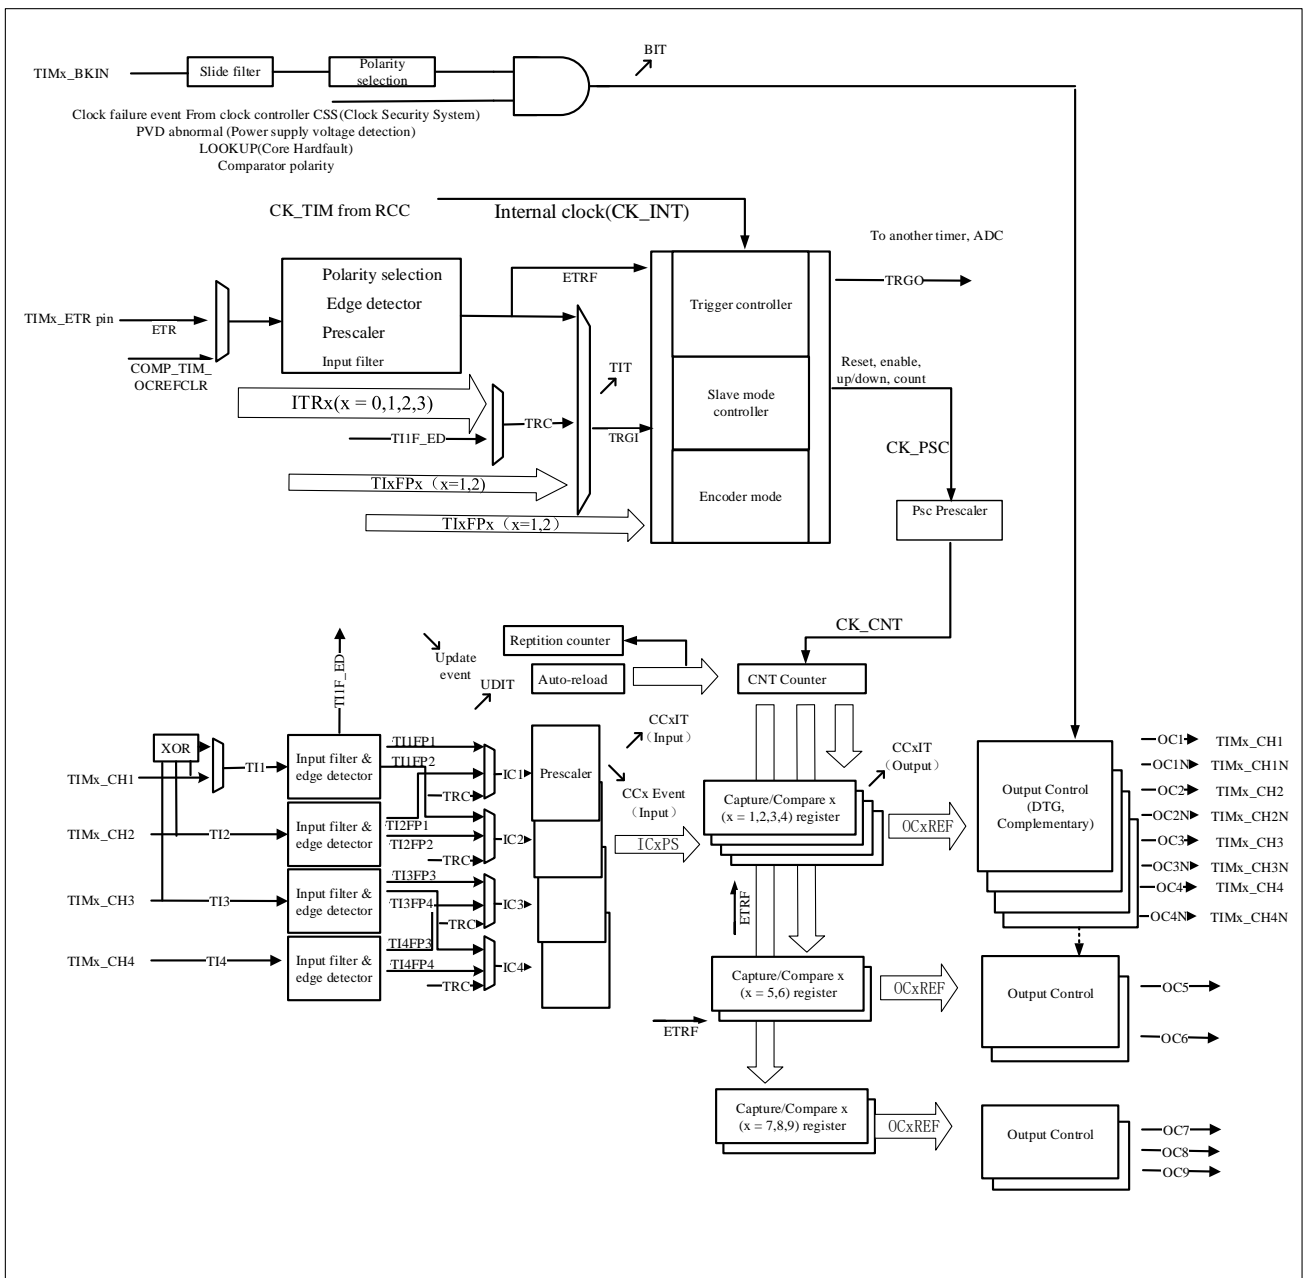 BIT
TIMx_BKIN
Slide filter
Polarity
selection
Clock failure event From clock controller CSS(Clock Security System)
PVD abnormal (Power supply voltage detection)
LOOKUP(Core Hardfault)
Comparator polarity
CK_TIM from RCC
Internal clock(CK_INT)
To another timer, ADC
TRGO
Polarity selection
Edge detector
Prescaler
Input filter
ETRF
Trigger controller
TIMx_ETR pin
ETR
COMP_TIM_
OCREFCLR
TIT
Reset, enable,
up/down, count
ITRx(x = 0,1,2,3)
Slave mode
controller
TRC
TRGI
TI1F_ED
CK_PSC
TIxFPx（x=1,2)
Encoder mode
Psc Prescaler
TIxFPx（x=1,2）
CK_CNT
Reptition counter
Update
event
TI1F_ED
Auto-reload
CNT Counter
UDIT
XOR
TI1
Input filter &
edge detector
TI1FP1
TI1FP2
TRC
IC1
Prescaler
CCxIT
（Input）
CCxIT
（Output）
TIMx_CH1
CCx Event
（Input）
Capture/Compare x
(x = 1,2,3,4) register
Output Control
(DTG,
Complementary)
OC1
TIMx_CH1
OC1N
TIMx_CH1N
OC2
TIMx_CH2
OC2N
TIMx_CH2N
OC3
TIMx_CH3
OC3N
TIMx_CH3N
OC4
TIMx_CH4
OC4N
TIMx_CH4N
TIMx_CH2
TI2
Input filter &
edge detector
TI2FP1
TI2FP2
TRC
IC2
ICxPS
OCxREF
TIMx_CH3
TI3
Input filter &
edge detector
TI3FP3
TI3FP4
TRC
IC3
ETRF
TIMx_CH4
TI4
Input filter &
edge detector
TI4FP3
TI4FP4
TRC
IC4
Capture/Compare x
(x = 5,6) register
OCxREF
Output Control
OC5
OC6
ETRF
Capture/Compare x
(x = 7,8,9) register
OCxREF
Output Control
OC7
OC8
OC9